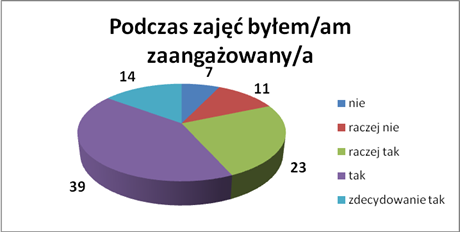 Podczas zajęć byłem/am
zaangażowany/a
14
7
11
39
23
nie
raczej nie
raczej tak
tak
zdecydowanie tak